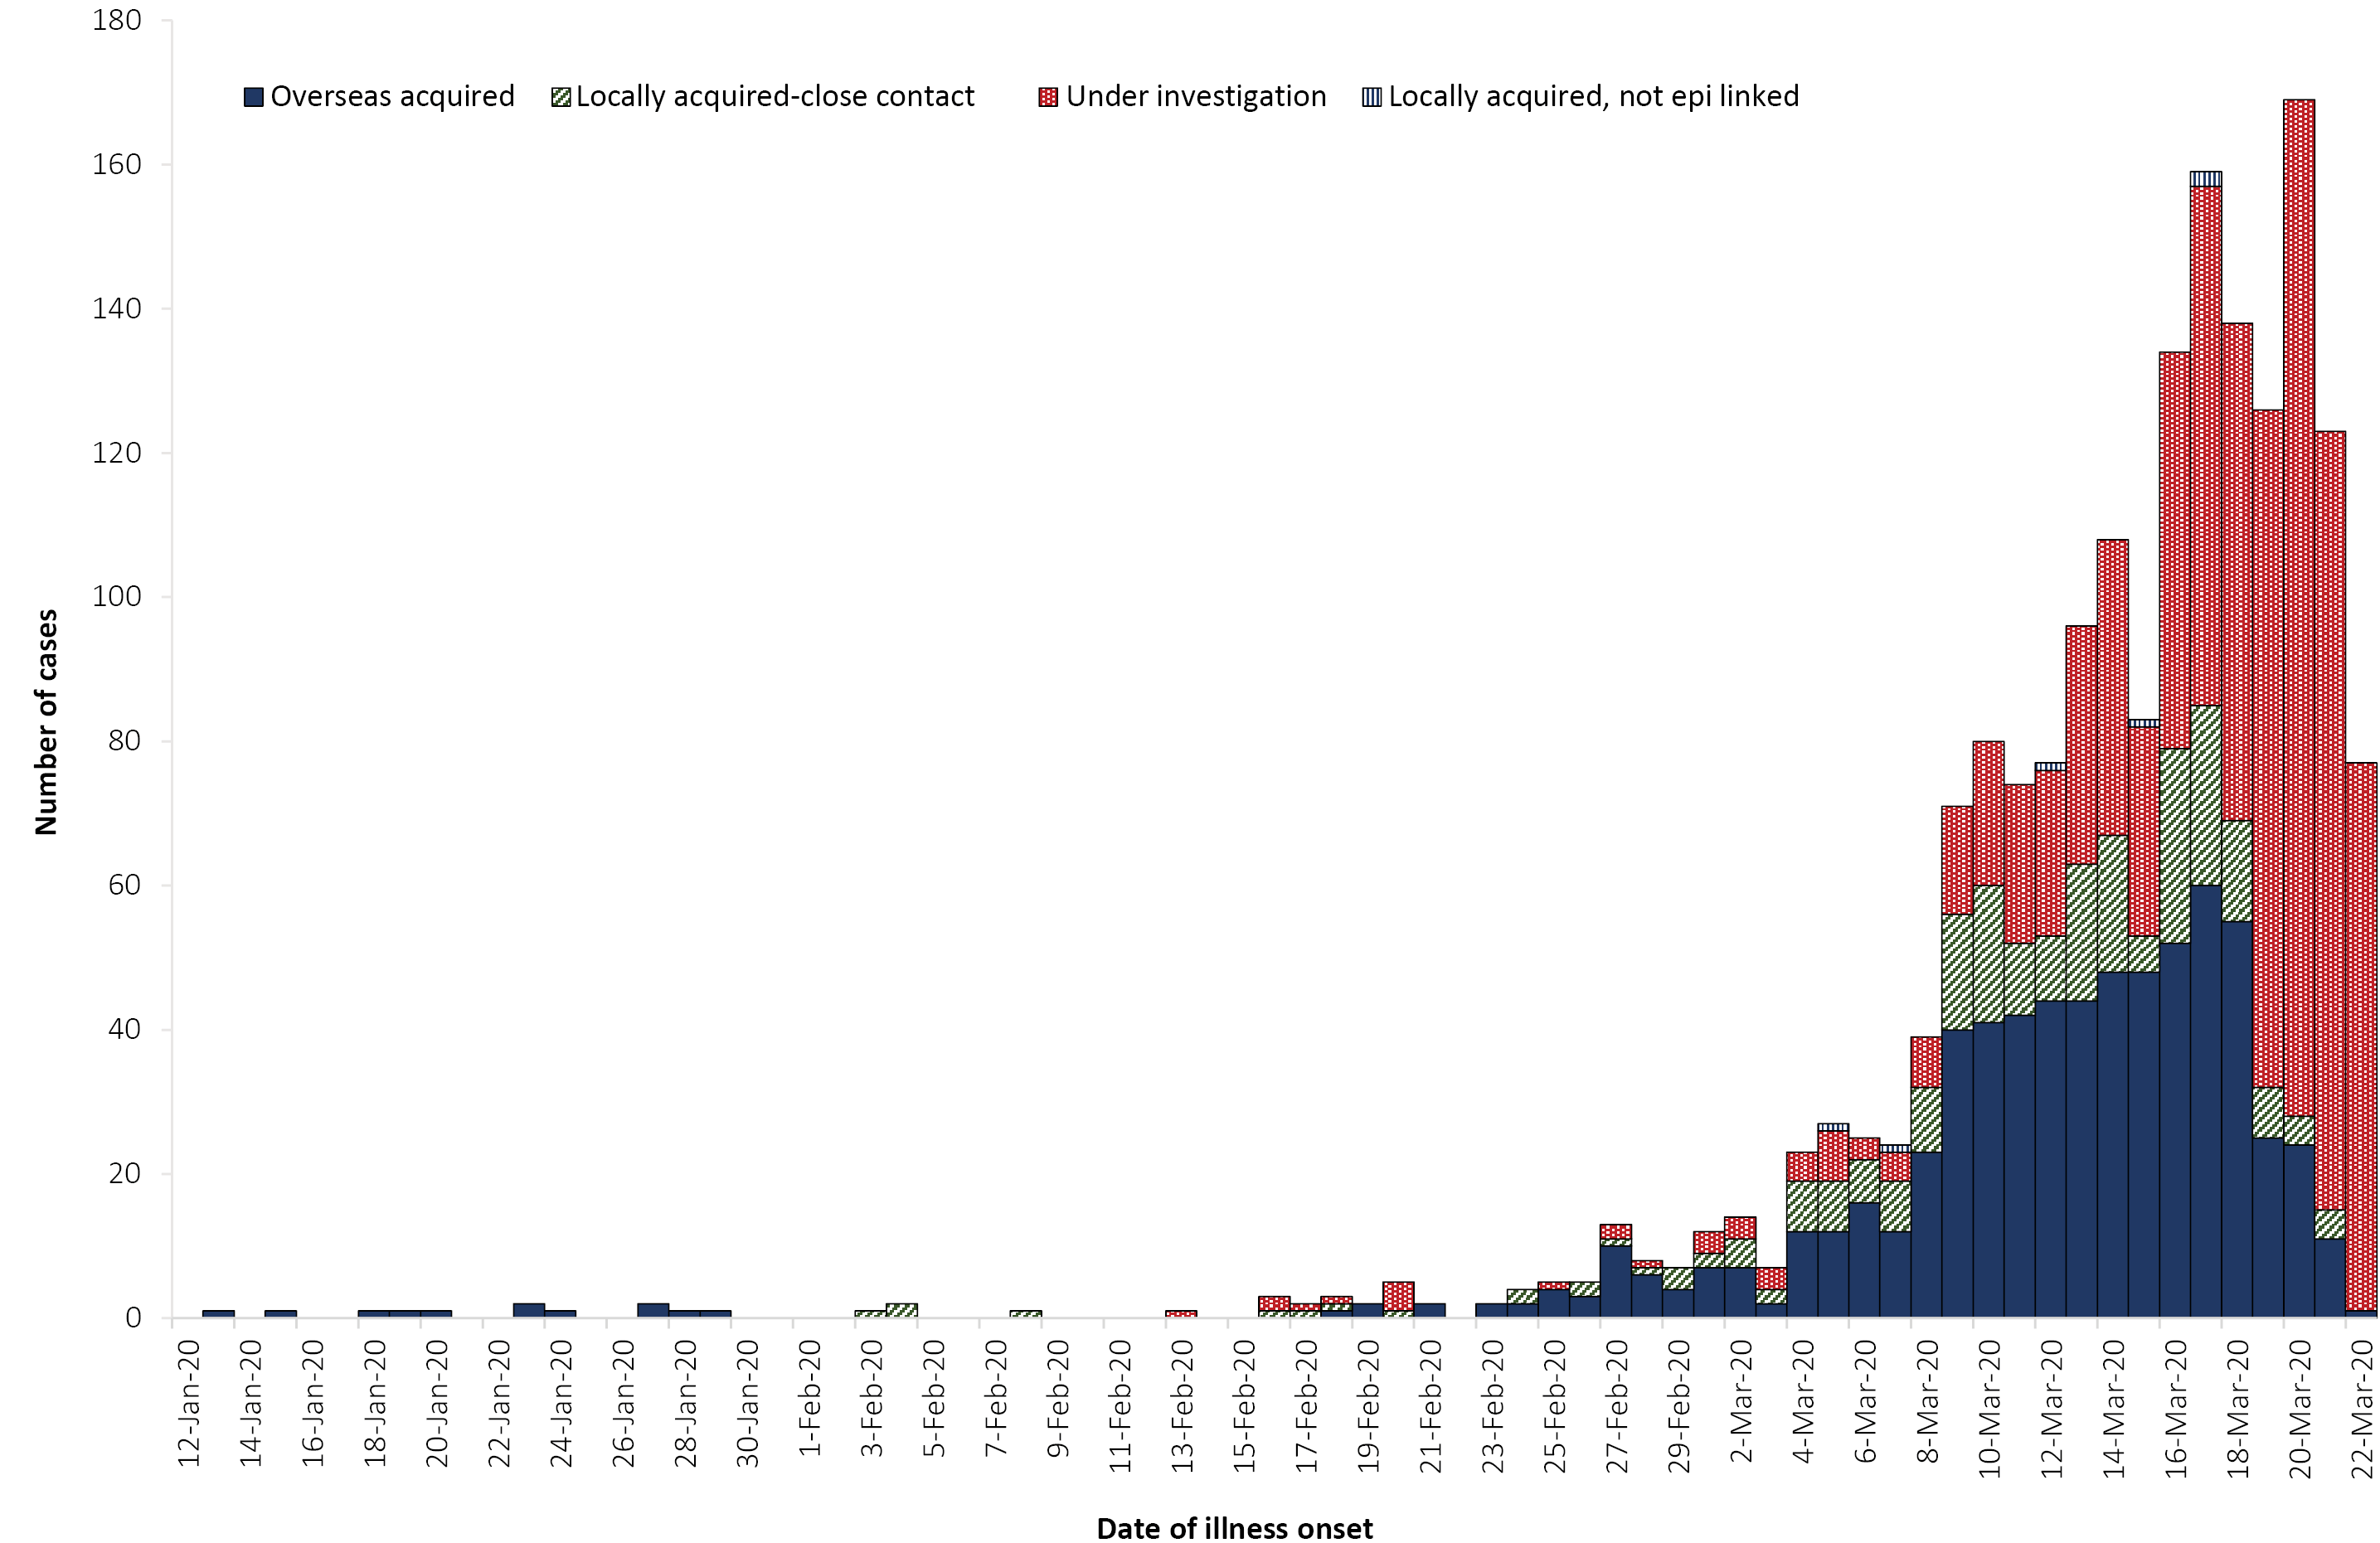 180
160
140
120
100
80
60
40
20
0
Number of cases
Overseas acquired
Locally acquired-close contact
Under investigation
Locally acquired, not epi linked
12-Jan-20
14-Jan-20
16-Jan-20
18-Jan-20
20-Jan-20
22-Jan-20
24-Jan-20
26-Jan-20
28-Jan-20
30-Jan-20
1-Feb-20
3-Feb-20
5-Feb-20
7-Feb-20
9-Feb-20
11-Feb-20
13-Feb-20
15-Feb-20
17-Feb-20
19-Feb-20
21-Feb-20
23-Feb-20
25-Feb-20
27-Feb-20
29-Feb-20
2-Mar-20
4-Mar-20
6-Mar-20
8-Mar-20
10-Mar-20
12-Mar-20
14-Mar-20
16-Mar-20
18-Mar-20
20-Mar-20
22-Mar-20
Date of illness onset